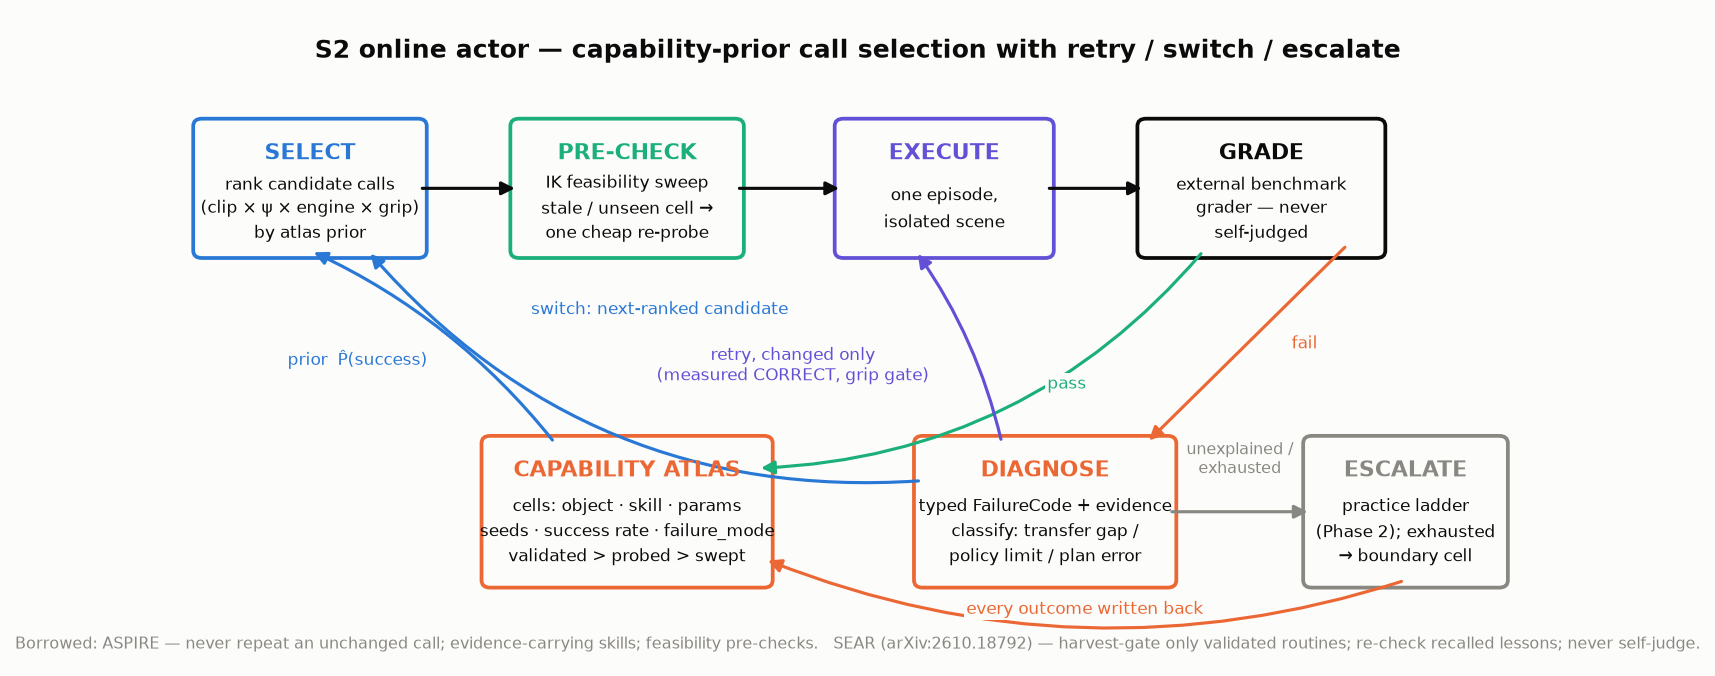 S2 online actor — capability-prior call selection with retry / switch / escalate
SELECT
rank candidate calls
(clip × ψ × engine × grip)
by atlas prior
PRE-CHECK
IK feasibility sweep
stale / unseen cell →
one cheap re-probe
EXECUTE
one episode,
isolated scene
GRADE
external benchmark
grader — never
self-judged
switch: next-ranked candidate
prior P̂(success)
retry, changed only
(measured CORRECT, grip gate)
pass
fail
CAPABILITY ATLAS
cells: object · skill · params
seeds · success rate · failure_mode
validated > probed > swept
DIAGNOSE
typed FailureCode + evidence
classify: transfer gap /
policy limit / plan error
unexplained /
exhausted
ESCALATE
practice ladder
(Phase 2); exhausted
→ boundary cell
every outcome written back
Borrowed: ASPIRE — never repeat an unchanged call; evidence-carrying skills; feasibility pre-checks. SEAR (arXiv:2610.18792) — harvest-gate only validated routines; re-check recalled lessons; never self-judge.